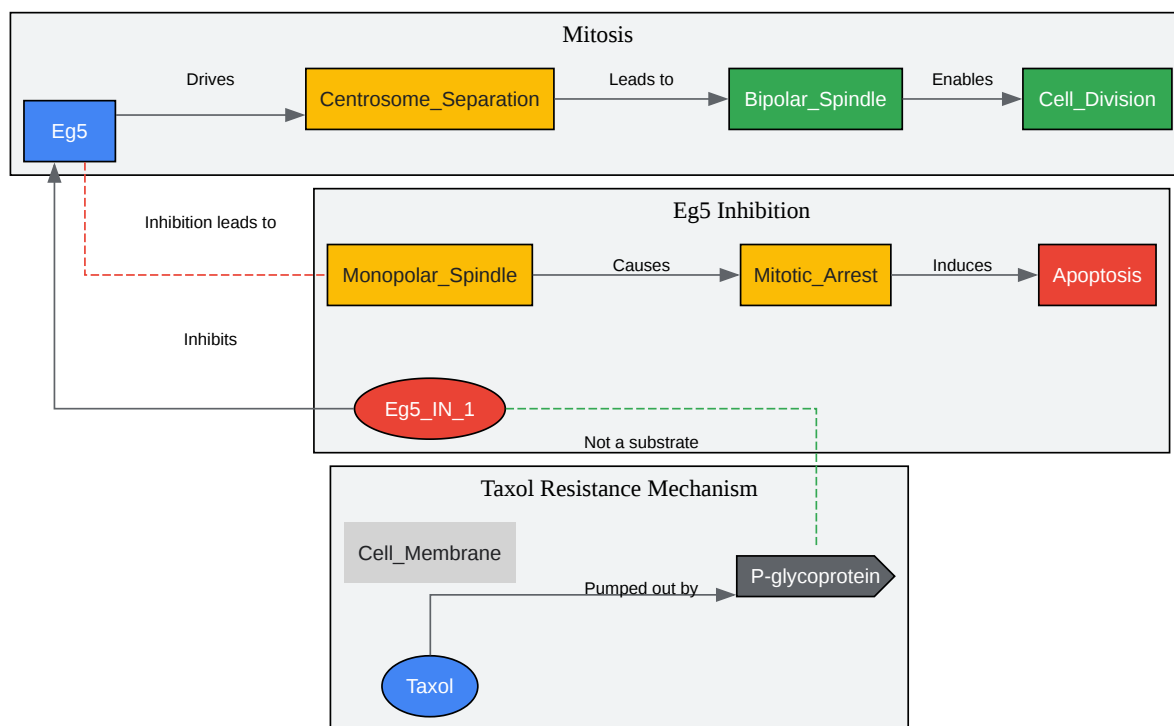 Mitosis
Drives
Leads to
Enables
Eg5
Centrosome_Separation
Bipolar_Spindle
Cell_Division
Eg5 Inhibition
Inhibition leads to
Monopolar_Spindle
Causes
Mitotic_Arrest
Induces
Apoptosis
Inhibits
Eg5_IN_1
Not a substrate
Taxol Resistance Mechanism
Cell_Membrane
P-glycoprotein
Pumped out by
Taxol